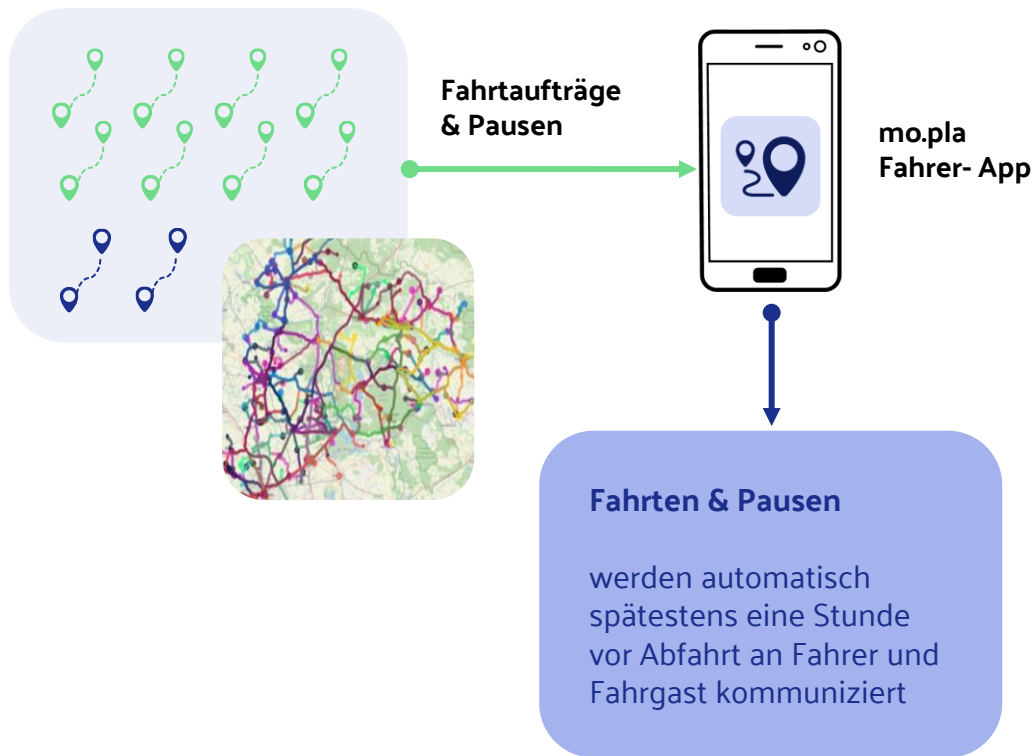 Fahrtaufträge
& Pausen
mo.pla
Fahrer- App
Fahrten & Pausen
werden automatisch
spätestens eine Stunde
vor Abfahrt an Fahrer und
Fahrgast kommuniziert